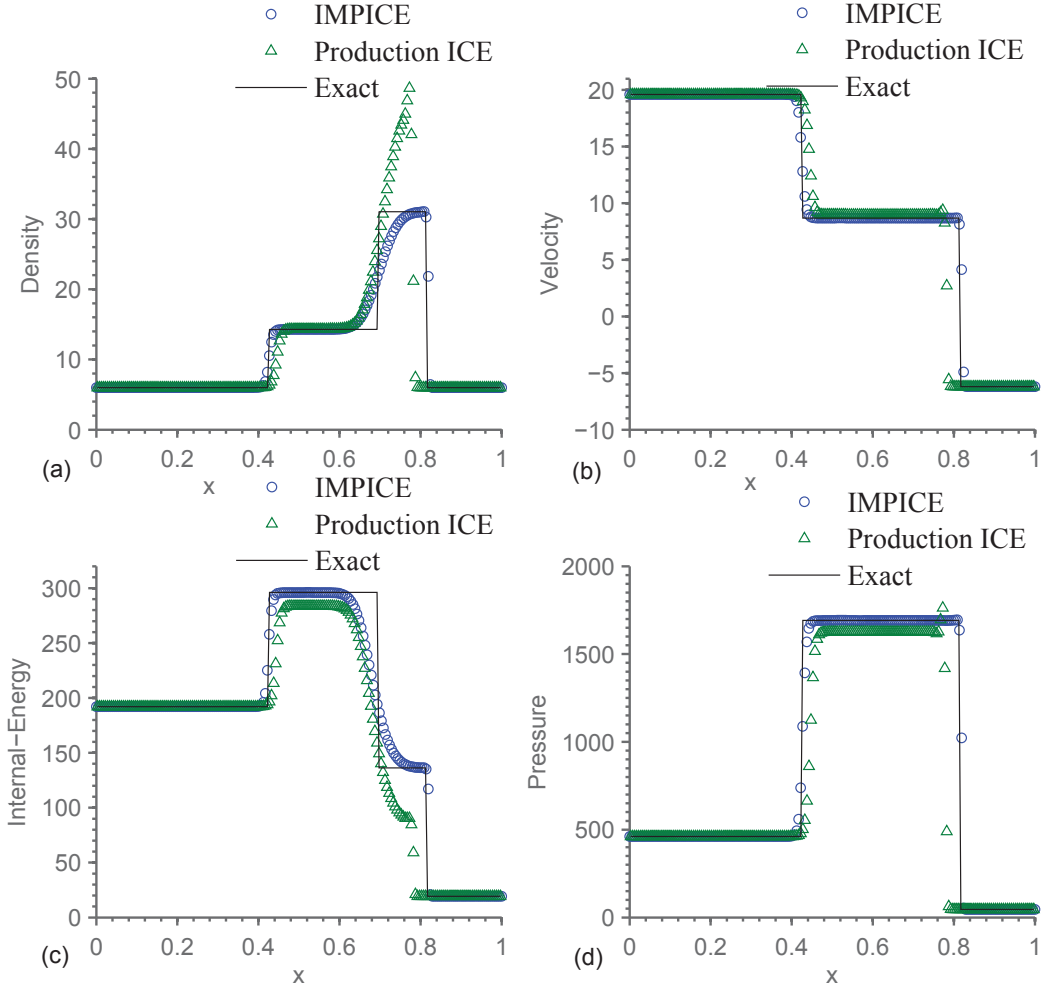 IMPICE
Production ICE
Exact
50
40
30
20
10
0
Density
0 0.2 0.4 0.6 0.8 1
(a)
x
IMPICE
Production ICE
Exact
20
15
10
5
0
−5
−10
Velocity
0 0.2 0.4 0.6 0.8 1
(b)
x
IMPICE
Production ICE
Exact
300
250
200
150
100
50
0
Internal−Energy
0 0.2 0.4 0.6 0.8 1
(c)
x
IMPICE
Production ICE
Exact
2000
1500
1000
500
0
Pressure
0 0.2 0.4 0.6 0.8 1
(d)
x